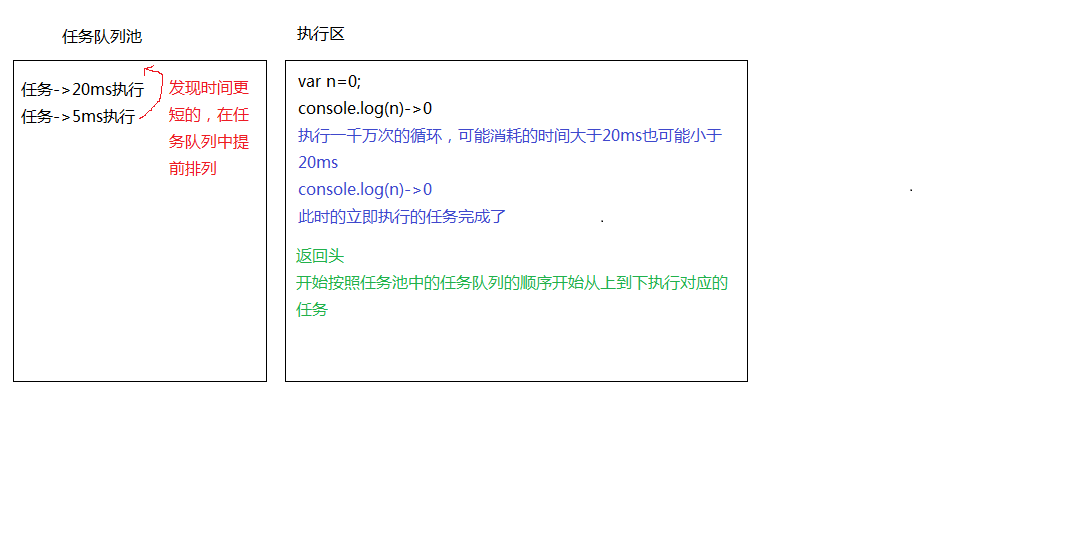 任务队列池
执行区
任务->20ms执行
任务->5ms执行
发现时间更
短的，在任
务队列中提
前排列
var n=0;
console.log(n)->0
执行一千万次的循环，可能消耗的时间大于20ms也可能小于
20ms
console.log(n)->0
此时的立即执行的任务完成了
返回头
开始按照任务池中的任务队列的顺序开始从上到下执行对应的
任务